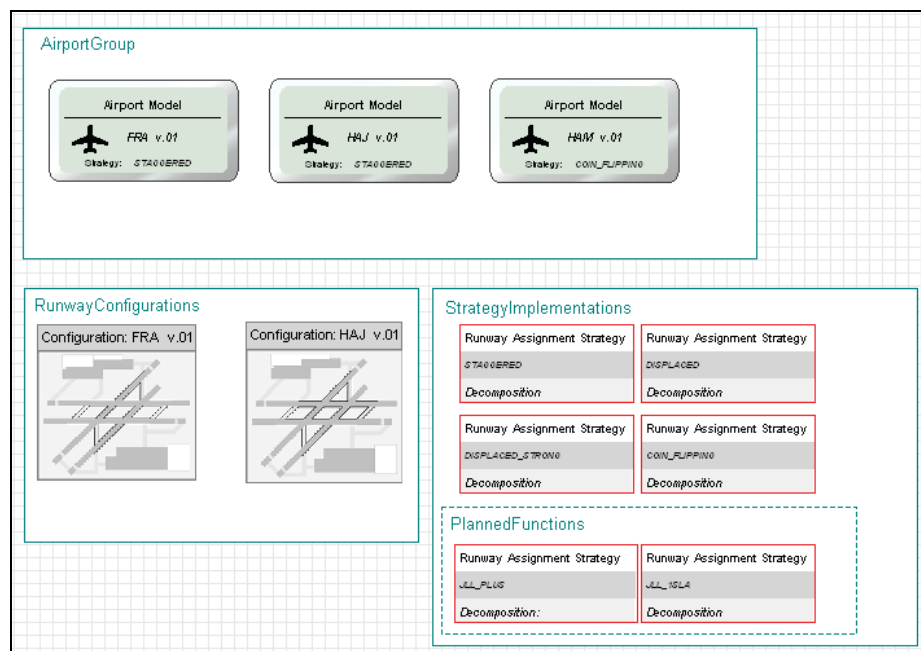 AirportGroup
Airport Model
FRA v.01
Strategy: STAGGERED
Airport Model
HAJ v.01
Strategy: STAGGERED
Airport Model
HAM v.01
Strategy: COIN_FLIPPING
RunwayConfigurations
Configuration: FRA v.01
Configuration: HAJ v.01
StrategyImplementations
Runway Assignment Strategy
STAGGERED
Decomposition
Runway Assignment Strategy
DISPLACED
Decomposition
Runway Assignment Strategy
DISPLACED_STRONG
Decomposition
Runway Assignment Strategy
COIN_FLIPPING
Decomposition
PlannedFunctions
Runway Assignment Strategy
JLL_PLUS
Decomposition:
Runway Assignment Strategy
JLL_1SLA
Decomposition